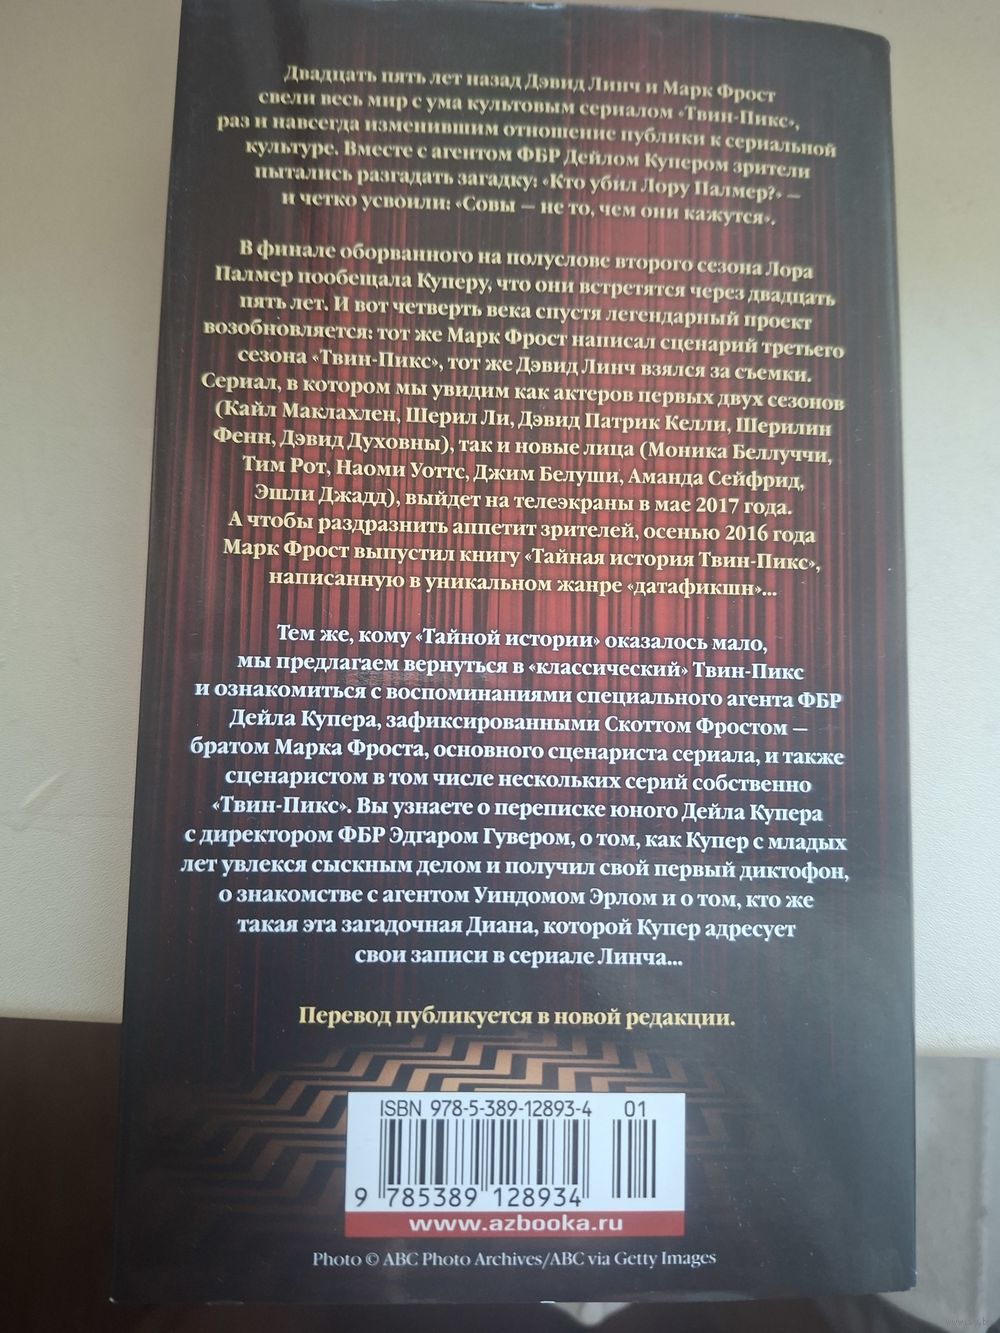 Двадцать пять лет назад Дэвид Линч и Марк Фрост
свели весь мир с ума культовым сериалом «Твин-Пикс»,
раз и навсегда изменившим отношение публики к сериальной
культуре. Вместе с агентом ФБР Дейлом Купером зрители
пытались разгадать загадку: «Кто убил Лору Палмер?» —
и четко усвоили: «Совы — не то, чем они кажутся».
В финале оборванного на полуслове второго сезона Лора
Палмер пообещала Куперу, что они встретятся через двадцать
пять лет. И вот четверть века спустя легендарный проект
возобновляется: тот же Марк Фрост написал сценарий третьего
сезона «Твин-Пикс», тот же Дэвид Линч взялся за съемки.
Сериал, в котором мы увидим как актеров первых двух сезонов
(Кайл Маклахлен, Шерил Ли, Дэвид Патрик Келли, Шерилин
Фенн, Дэвид Духовны), так и новые лица (Моника Беллуччи,
Тим Рот, Наоми Уоттс, Джим Белуши, Аманда Сейфрид,
Эшли Джадд), выйдет на телеэкраны в мае 2017 года.
А чтобы раздразнить аппетит зрителей, осенью 2016 года
Марк Фрост выпустил книгу «Тайная история Твин-Пикс»,
написанную в уникальном жанре «датафикшн»...
Тем же, кому «Тайной истории» оказалось мало,
мы предлагаем вернуться в «классический» Твин-Пикс
и ознакомиться с воспоминаниями специального агента ФБР
Дейла Купера, зафиксированными Скоттом Фростом —
братом Марка Фроста, основного сценариста сериала, и также
сценаристом в том числе нескольких серий собственно
«Твин-Пикс». Вы узнаете о переписке юного Дейла Купера
с директором ФБР Эдгаром Гувером, о том, как Купер с младых
лет увлекся сыскным делом и получил свой первый диктофон,
о знакомстве с агентом Уиндомом Эрлом и о том, кто же
такая эта загадочная Диана, которой Купер адресует
свои записи в сериале Линча...
Перевод публикуется в новой редакции.
ISBN 978-5-389-12893-4 01
9 785389 128934
www.azbooka.ru
Photo © ABC Photo Archives/ABC via Getty Images